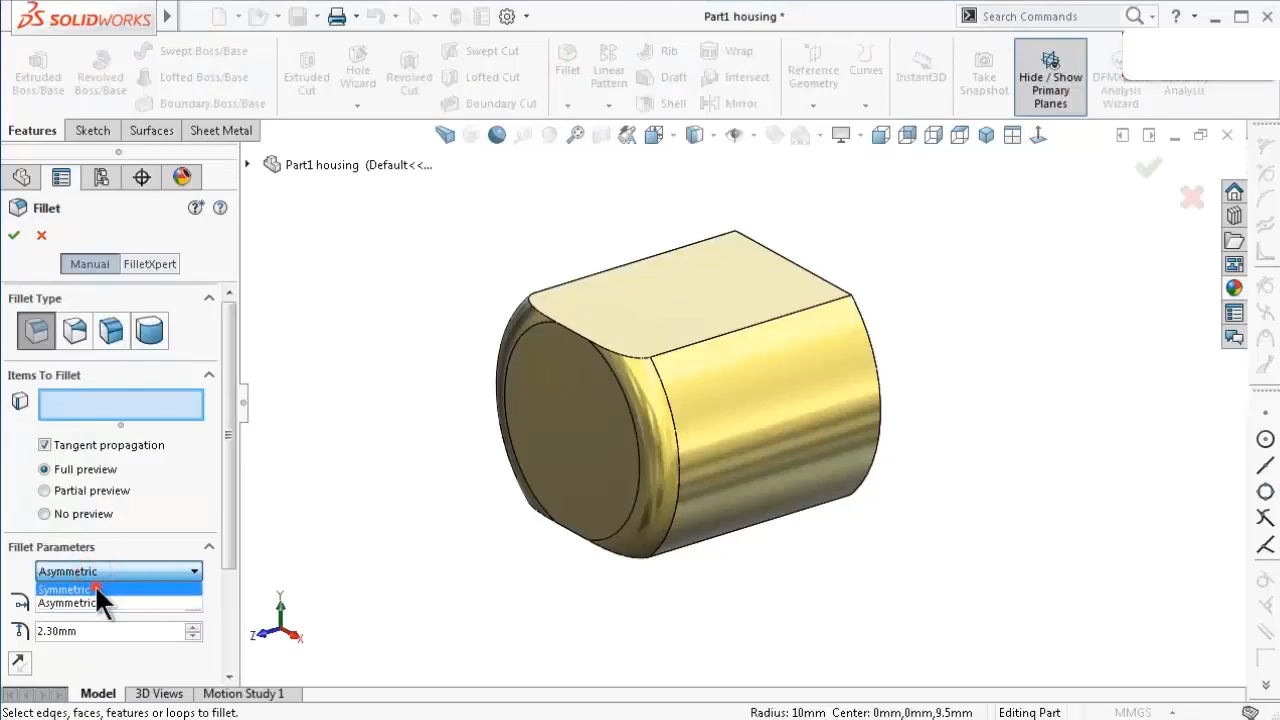 SOLIDWORKS
Part1 housing *
Search Commands
Extruded Boss/Base
Revolved Boss/Base
Swept Boss/Base
Lofted Boss/Base
Boundary Boss/Base
Extruded Cut
Hole Wizard
Revolved Cut
Swept Cut
Lofted Cut
Boundary Cut
Fillet
Linear Pattern
Rib
Draft
Shell
Wrap
Intersect
Mirror
Reference Geometry
Curves
Instant3D
Take Snapshot
Hide / Show Primary Planes
DFMX Analysis Wizard
Analysis
Features
Sketch
Surfaces
Sheet Metal
Part1 housing (Default<<...
Fillet
Manual
FilletXpert
Fillet Type
Items To Fillet
Tangent propagation
Full preview
Partial preview
No preview
Fillet Parameters
Asymmetric
Symmetric
Asymmetric
2.30mm
Y
Z
X
Model
3D Views
Motion Study 1
Select edges, faces, features or loops to fillet.
Radius: 10mm Center: 0mm,0mm,9.5mm
Editing Part
MMGS